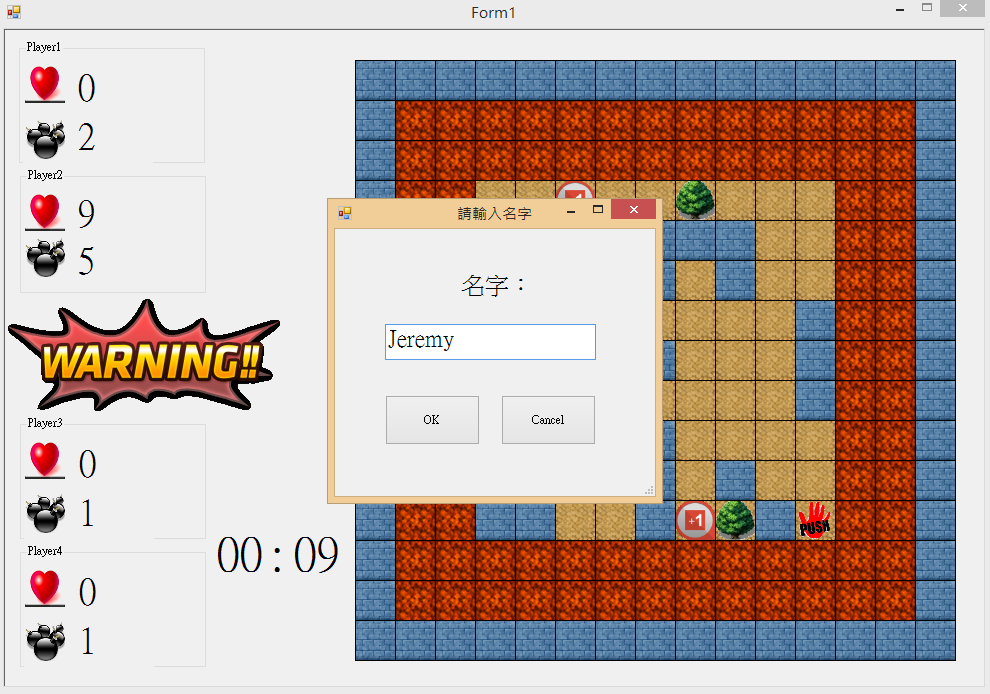 Form1
Player1
0
2
Player2
9
5
WARNING!!
Player3
0
1
Player4
0
1
00:09
請輸入名字
名字：
Jeremy
OK
Cancel
+1
PUSH